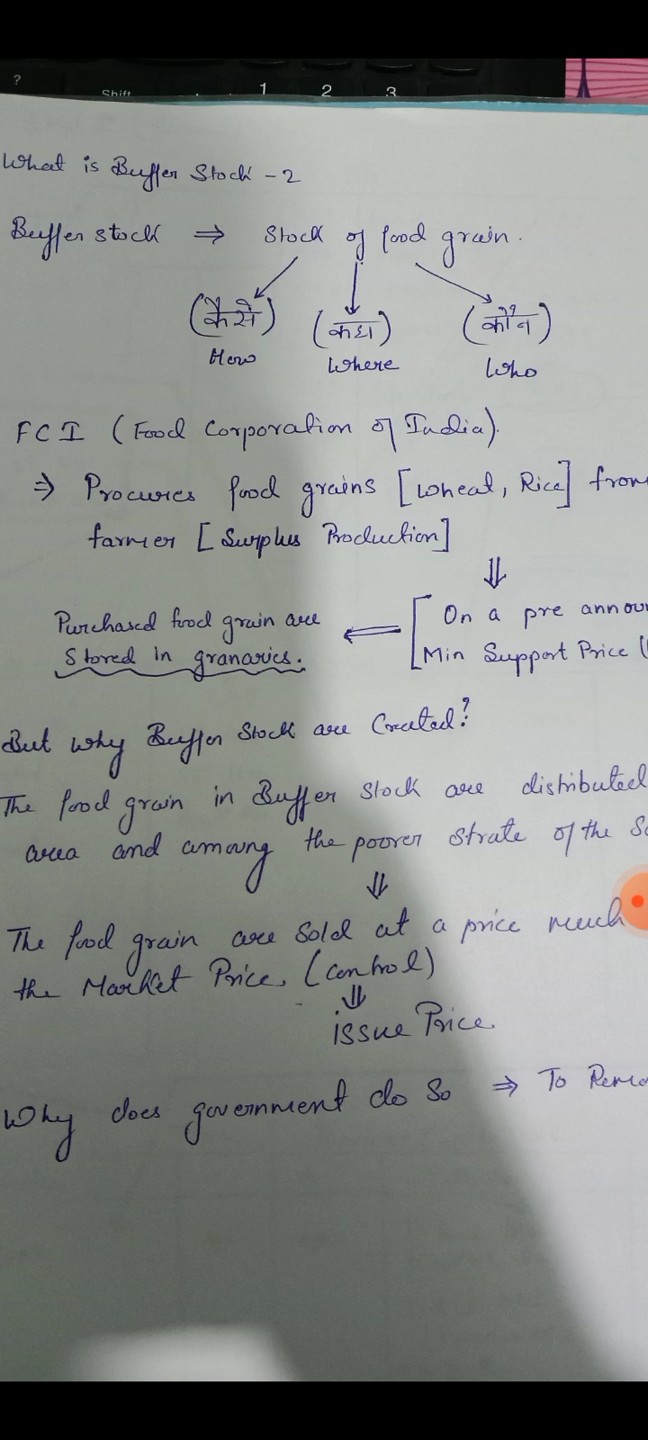 ?
Shift
1 2 3
What is Buffer Stock - 2
Buffer stock ⇒ Stock of food grain.
(कैसे) (कहा) (कौन)
How Where Who
FCI (Food Corporation of India).
⇒ Procures food grains [Wheat, Rice] from
farmer [Surplus Production]
⇓
Purchased food grain are ⇐ [On a pre annou
Stored in granaries. Min Support Price (
But why Buffer Stock are Created?
The food grain in Buffer Stock are distributed
area and amoung the poorer strate of the So
⇓
The food grain are Sold at a price much
the Market Price. (control)
⇓
issue Price.
Why does government do So ⇒ To Remo